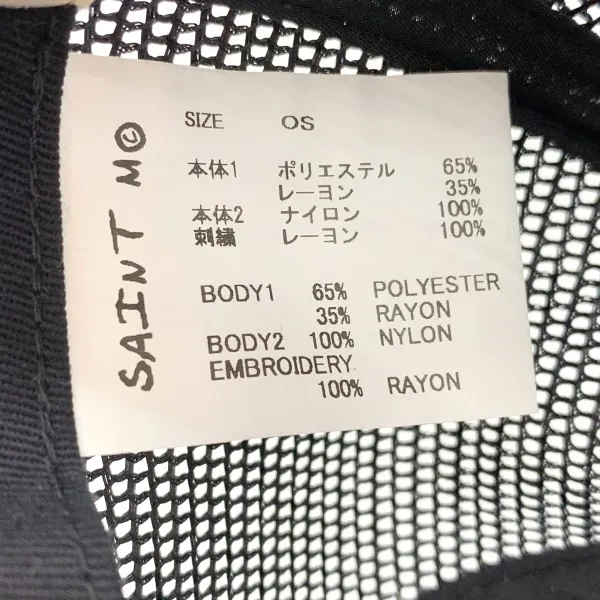 SAINT M©
SIZE OS
本体1 ポリエステル 65%
レーヨン 35%
本体2 ナイロン 100%
刺繍 レーヨン 100%
BODY1 65% POLYESTER
35% RAYON
BODY2 100% NYLON
EMBROIDERY
100% RAYON